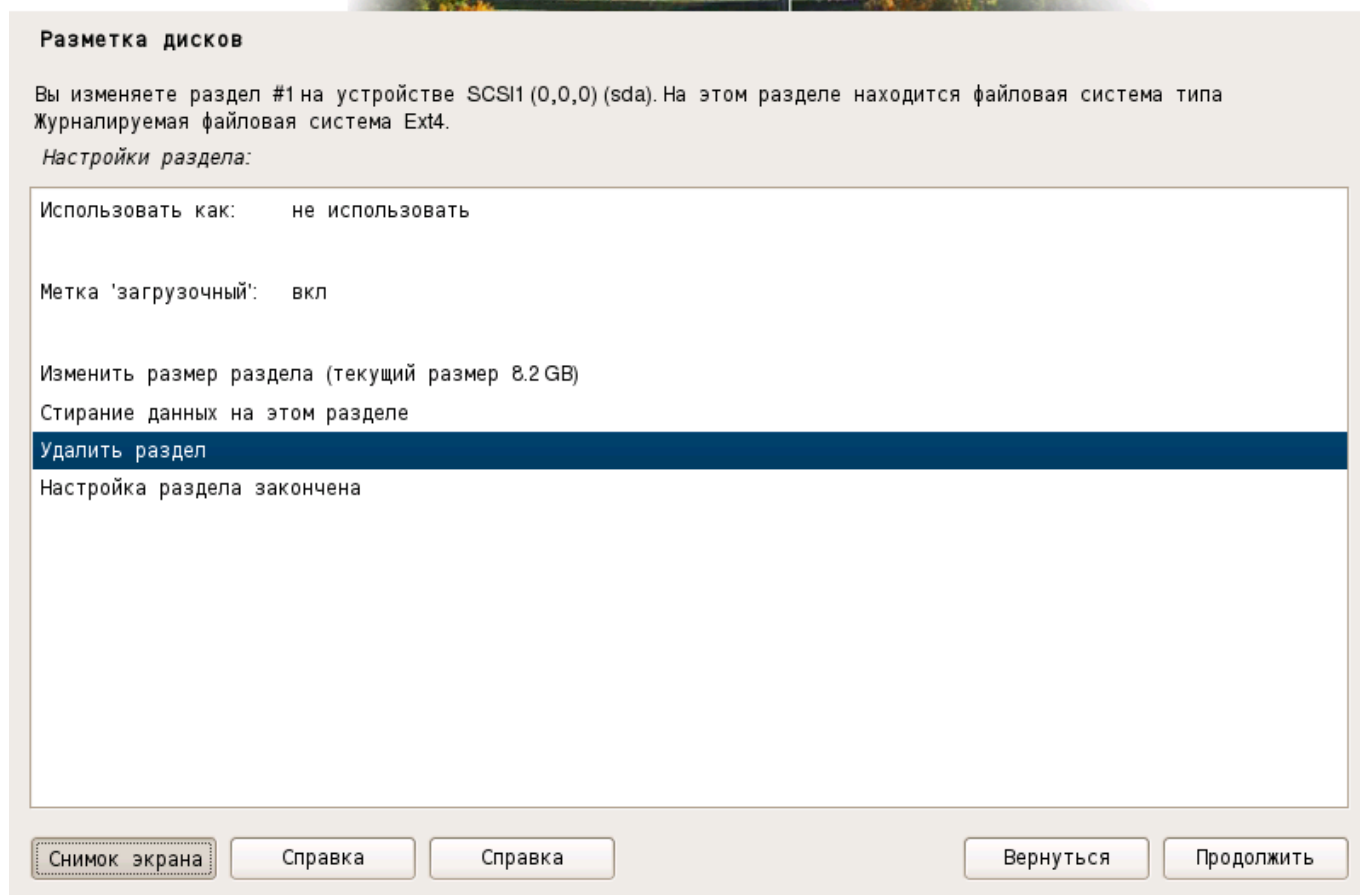 Разметка дисков
Вы изменяете раздел #1 на устройстве SCSI1 (0,0,0) (sda). На этом разделе находится файловая система типа
Журналируемая файловая система Ext4.
Настройки раздела:
Использовать как: не использовать
Метка 'загрузочный': вкл
Изменить размер раздела (текущий размер 8.2 GB)
Стирание данных на этом разделе
Удалить раздел
Настройка раздела закончена
Снимок экрана Справка Справка Вернуться Продолжить